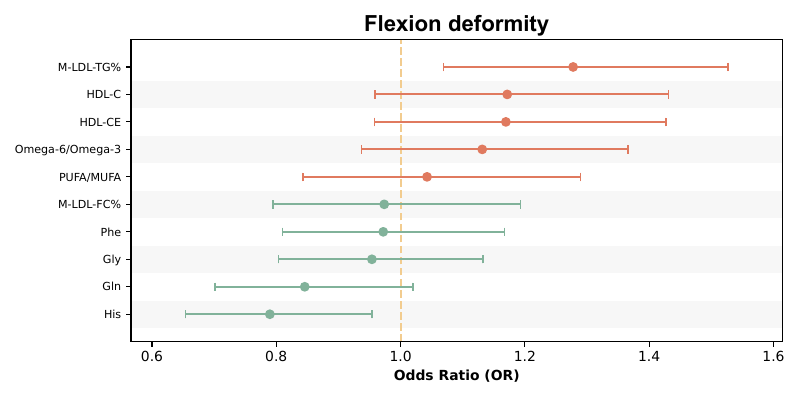 Flexion deformity
M-LDL-TG%
HDL-C
HDL-CE
Omega-6/Omega-3
PUFA/MUFA
M-LDL-FC%
Phe
Gly
Gln
His
0.6 0.8 1.0 1.2 1.4 1.6
Odds Ratio (OR)